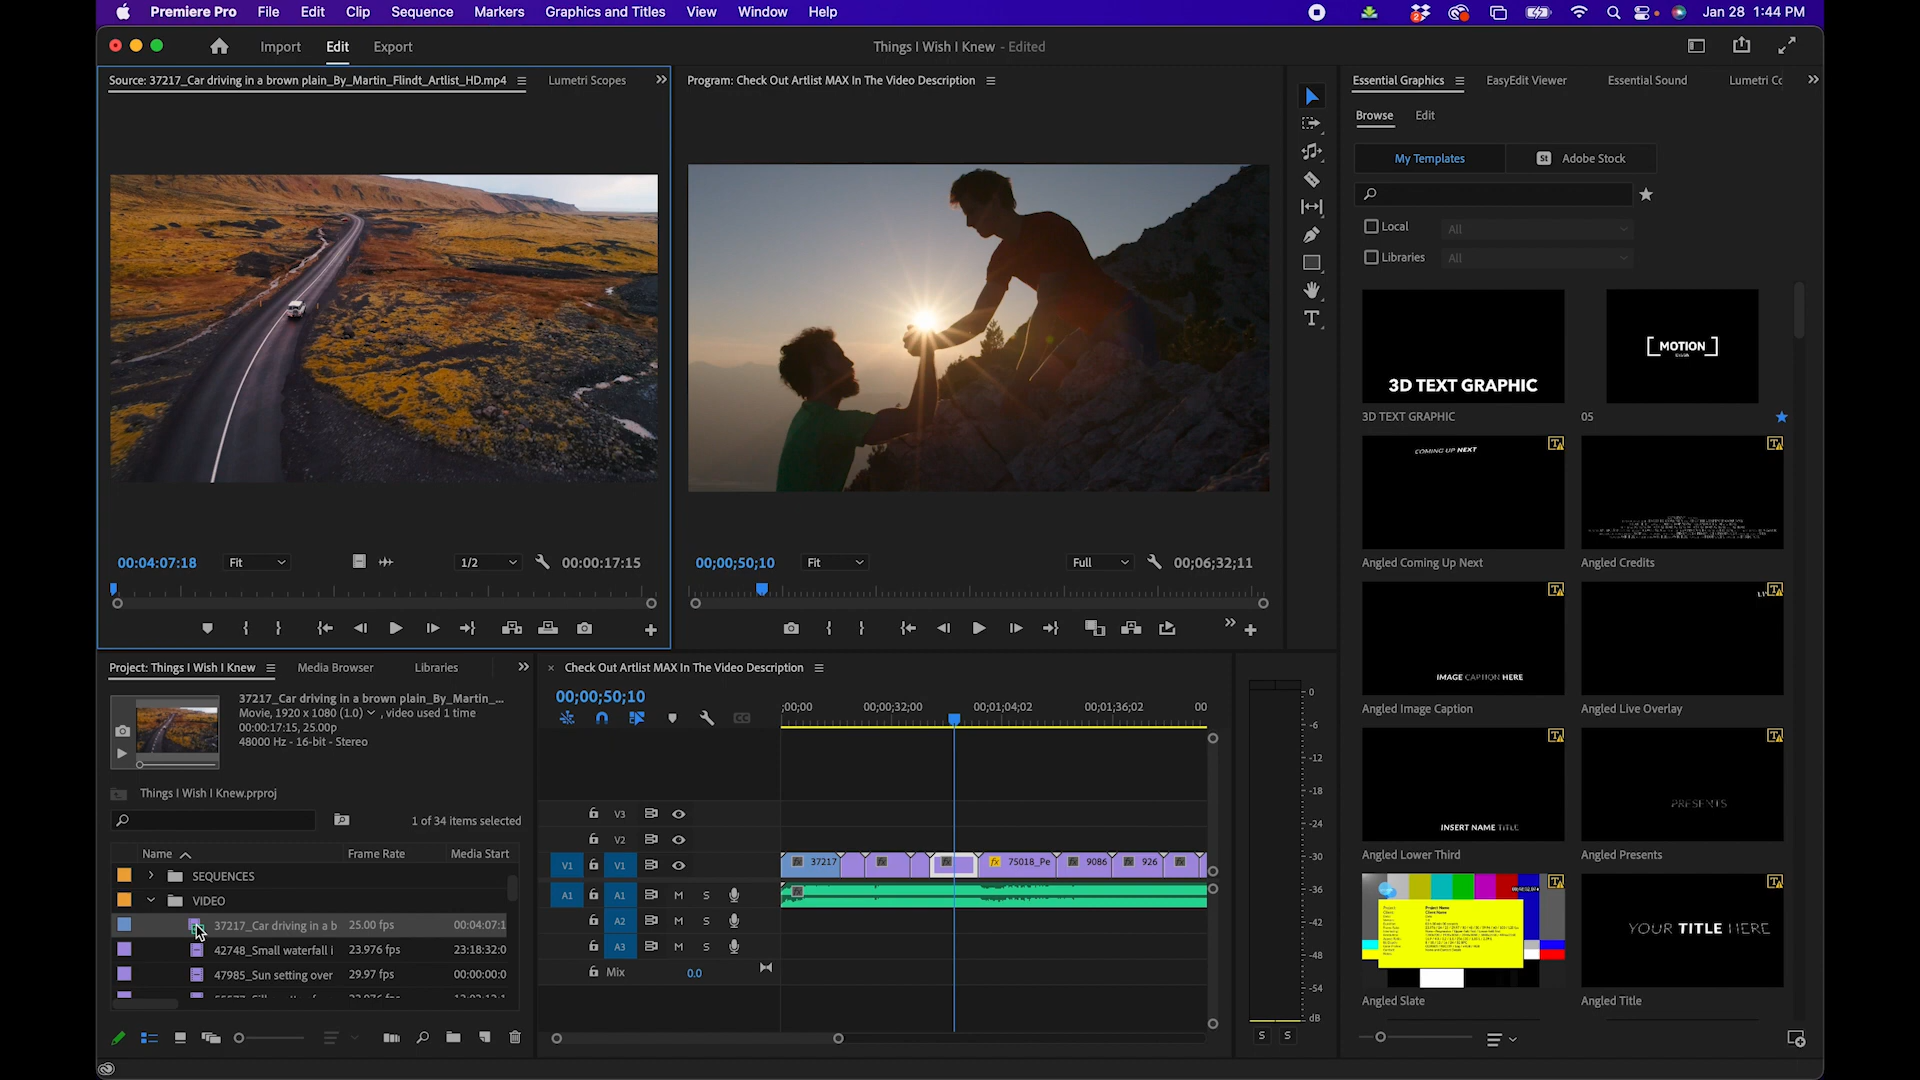 Premiere Pro File Edit Clip Sequence Markers Graphics and Titles View Window Help Jan 28 1:44 PM
Import Edit Export Things I Wish I Knew - Edited
Source: 37217_Car driving in a brown plain_By_Martin_Flindt_Artlist_HD.mp4 Lumetri Scopes
Program: Check Out Artlist MAX In The Video Description
Essential Graphics EasyEdit Viewer Essential Sound Lumetri Cc
Browse Edit
My Templates St Adobe Stock
Local All
Libraries All
3D TEXT GRAPHIC
[ MOTION ]
3D TEXT GRAPHIC 05
COMING UP NEXT
Angled Coming Up Next Angled Credits
IMAGE CAPTION HERE
Angled Image Caption Angled Live Overlay
INSERT NAME TITLE
PRESENTS
Angled Lower Third Angled Presents
YOUR TITLE HERE
Angled Slate Angled Title
00:04:07:18 Fit 1/2 00:00:17:15
00;00;50;10 Fit Full 00;06;32;11
Project: Things I Wish I Knew Media Browser Libraries
37217_Car driving in a brown plain_By_Martin_...
Movie, 1920 x 1080 (1.0) , video used 1 time
00:00:17:15, 25.00p
48000 Hz - 16-bit - Stereo
Things I Wish I Knew.prproj
1 of 34 items selected
Name Frame Rate Media Start
SEQUENCES
VIDEO
37217_Car driving in a b 25.00 fps 00:04:07:1
42748_Small waterfall i 23.976 fps 23:18:32:0
47985_Sun setting over 29.97 fps 00:00:00:0
Check Out Artlist MAX In The Video Description
00;00;50;10
;00;00 00;00;32;00 00;01;04;02 00;01;36;02 00
V3
V2
V1 V1 fx 37217 fx fx fx 75018_Pe fx 9086 fx 926 fx
A1 A1 M S fx
A2 M S
A3 M S
Mix 0.0
0
-6
-12
-18
-24
-30
-36
-42
-48
-54
dB
S S